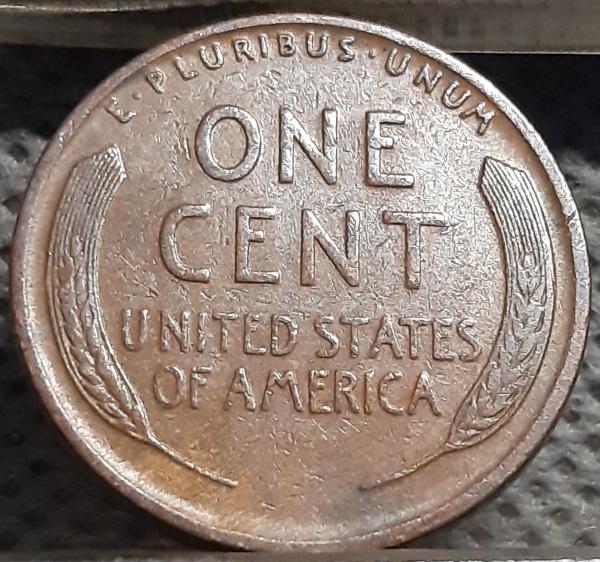 E·PLURIBUS·UNUM
ONE
CENT
UNITED STATES
OF AMERICA